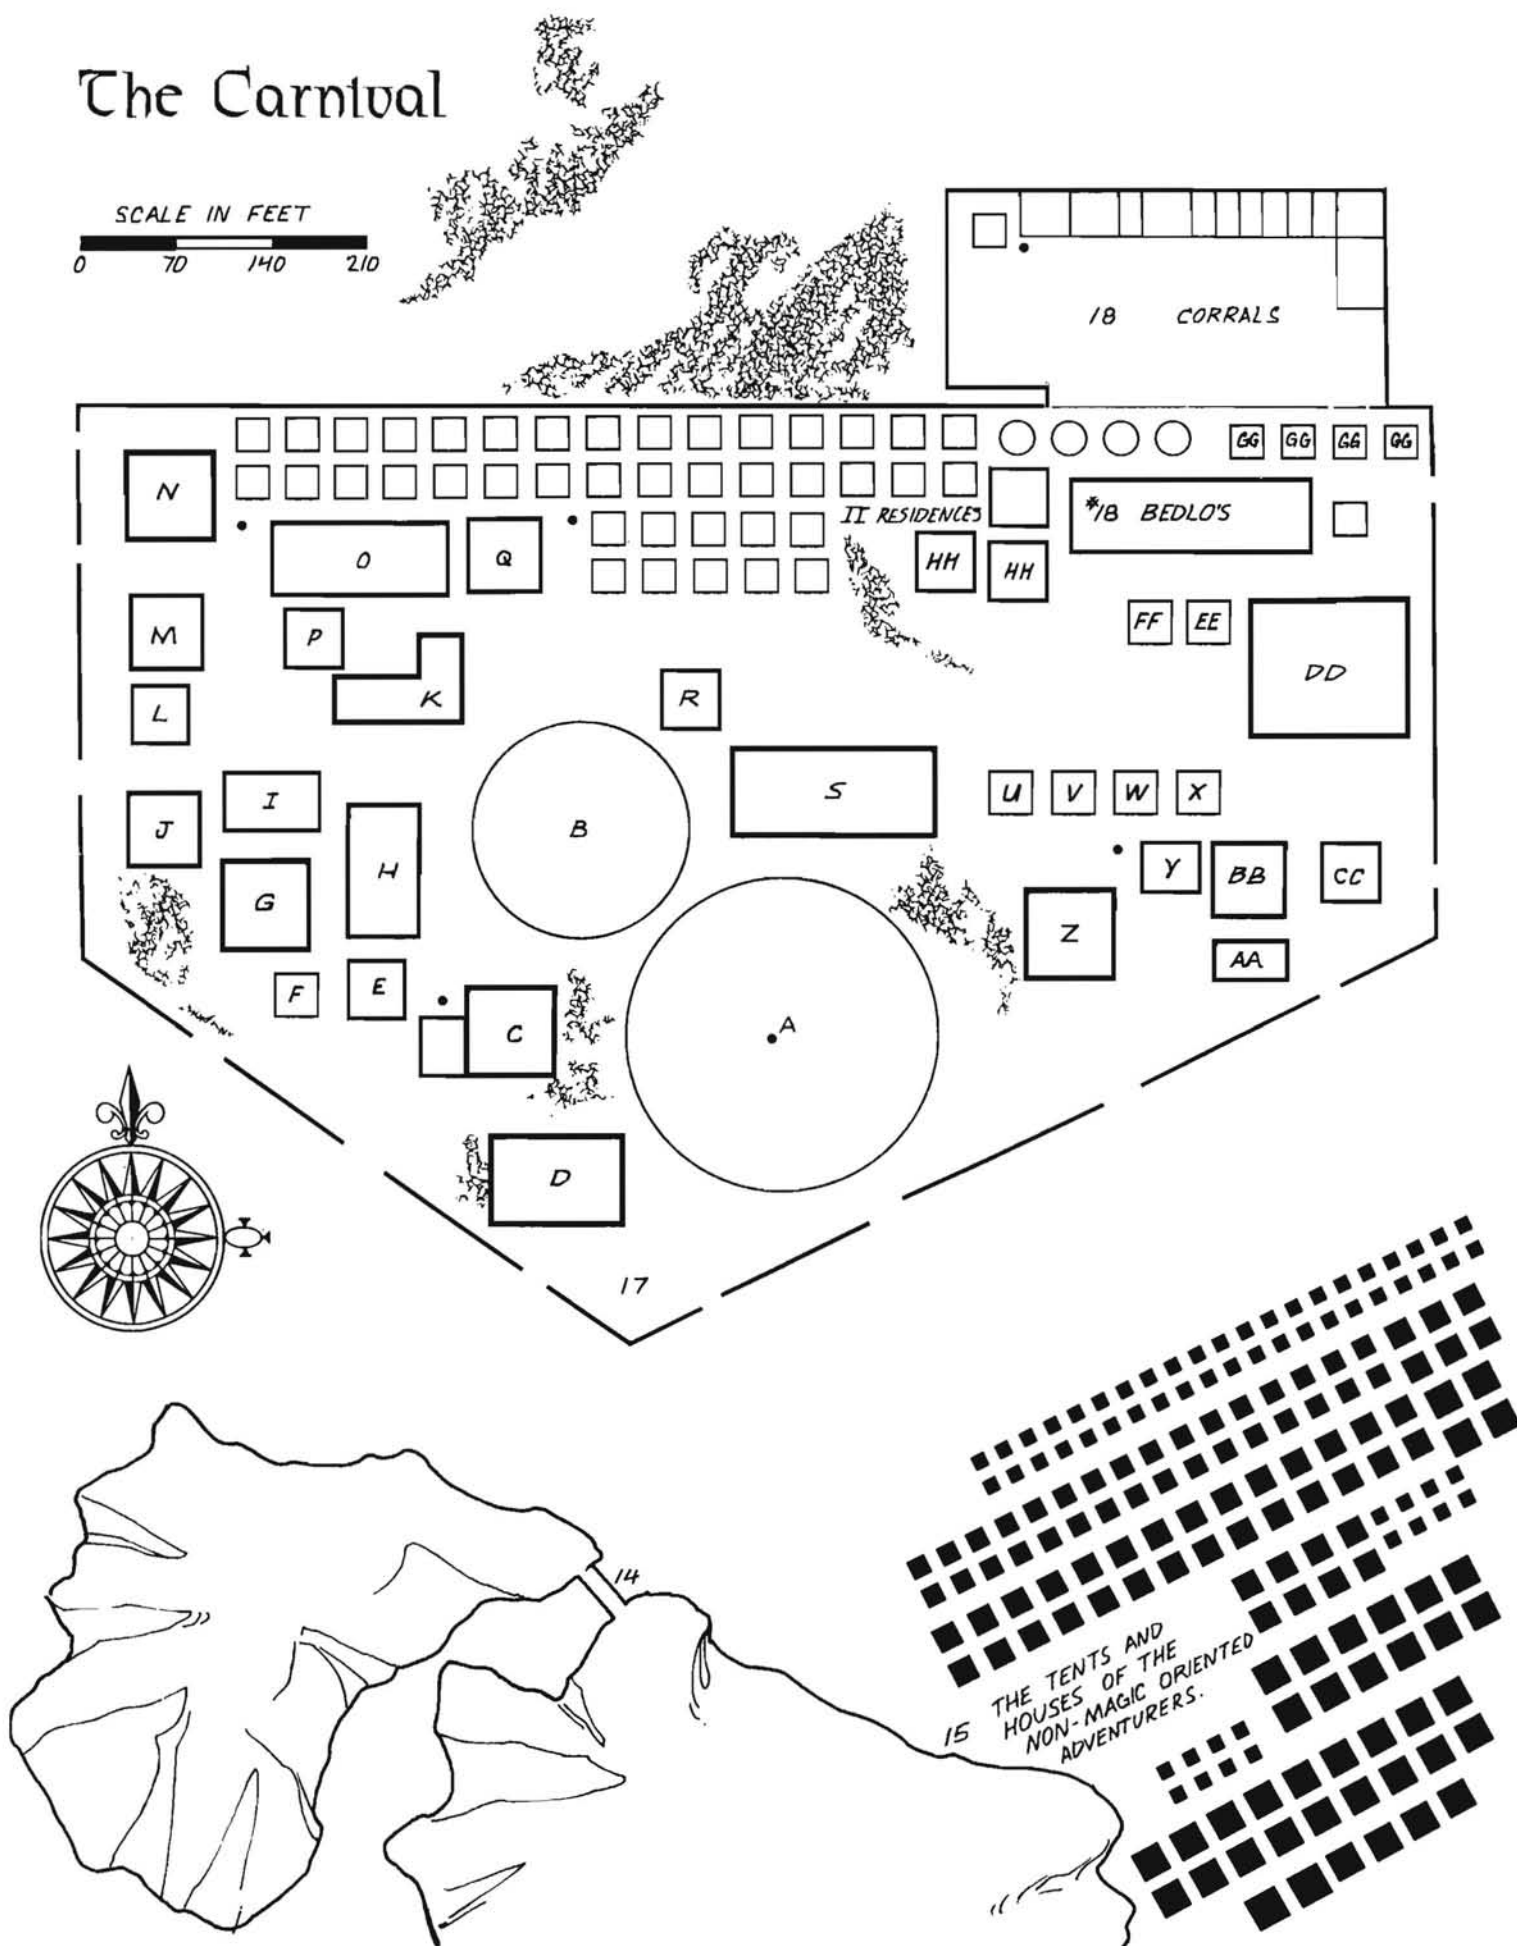 The Carnival
SCALE IN FEET
0 70 140 210
18 CORRALS
GG GG GG GG
N
II RESIDENCES
#18 BEDLO'S
O
Q
HH
HH
M
P
FF EE
DD
L
K
R
I
S
U V W X
J
B
H
G
Y
BB
CC
Z
AA
F
E
C
A
D
17
14
15 THE TENTS AND
HOUSES OF THE
NON-MAGIC ORIENTED
ADVENTURERS.